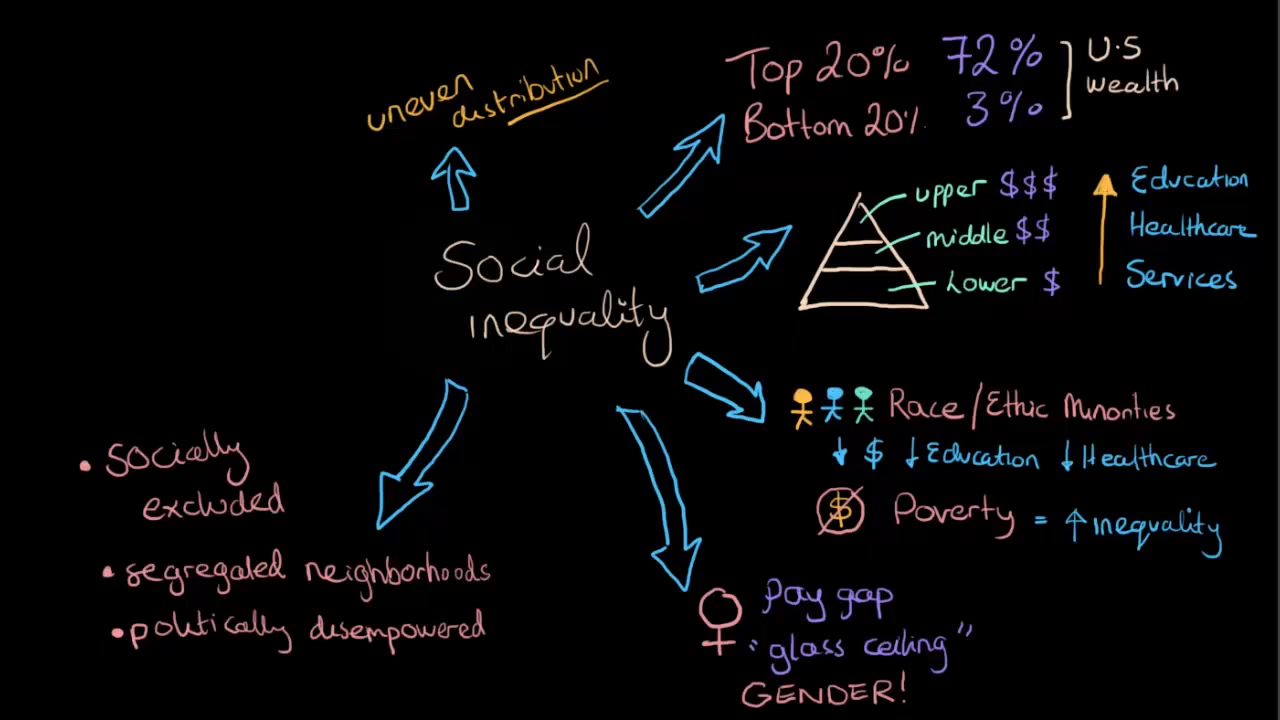 uneven
distribution
Top 20% 72%
Bottom 20% 3%
U.S
wealth
Social
inequality
upper $$$
middle $$
Lower $
Education
Healthcare
Services
Race/Ethic Minorities
↓ $ ↓ Education ↓ Healthcare
$ Poverty = ↑ inequality
• Socially
excluded
• segregated neighborhoods
• politically disempowered
Pay gap
"glass ceiling"
GENDER!